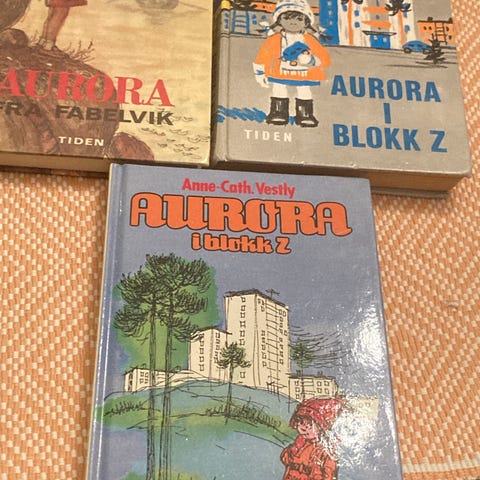 AURORA
FRA FABELVIK
TIDEN
AURORA
I
BLOKK Z
TIDEN
Anne-Cath. Vestly
AURORA
i blokk Z